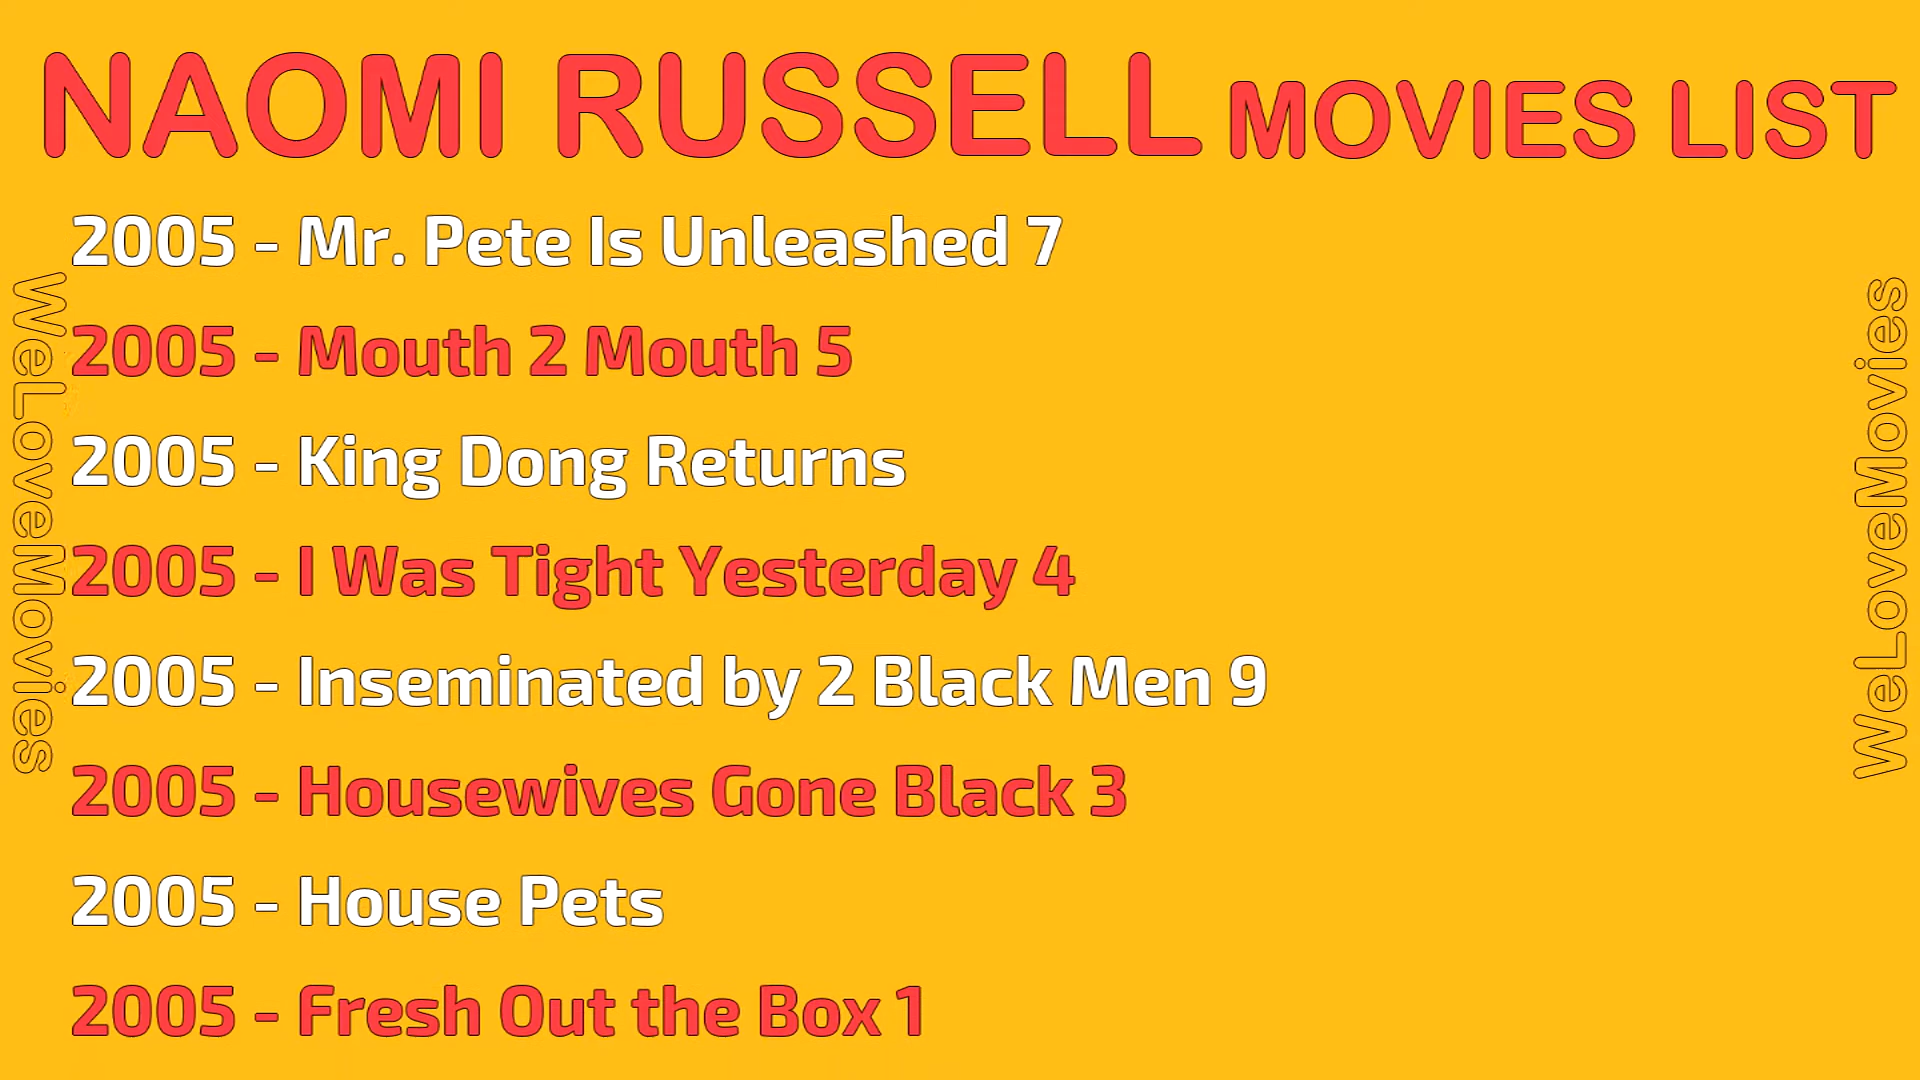 NAOMI RUSSELL MOVIES LIST
2005 - Mr. Pete Is Unleashed 7
2005 - Mouth 2 Mouth 5
2005 - King Dong Returns
2005 - I Was Tight Yesterday 4
2005 - Inseminated by 2 Black Men 9
2005 - Housewives Gone Black 3
2005 - House Pets
2005 - Fresh Out the Box 1
WeLoveMovies
WeLoveMovies